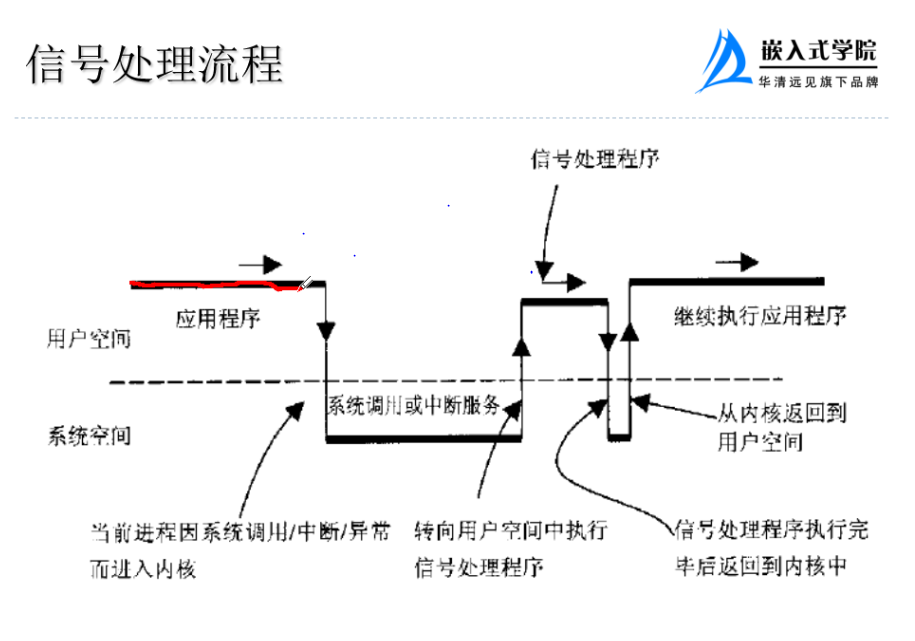 信号处理流程
嵌入式学院
华清远见旗下品牌
信号处理程序
应用程序
继续执行应用程序
用户空间
系统调用或中断服务
系统空间
从内核返回到
用户空间
当前进程因系统调用/中断/异常
而进入内核
转向用户空间中执行
信号处理程序
信号处理程序执行完
毕后返回到内核中